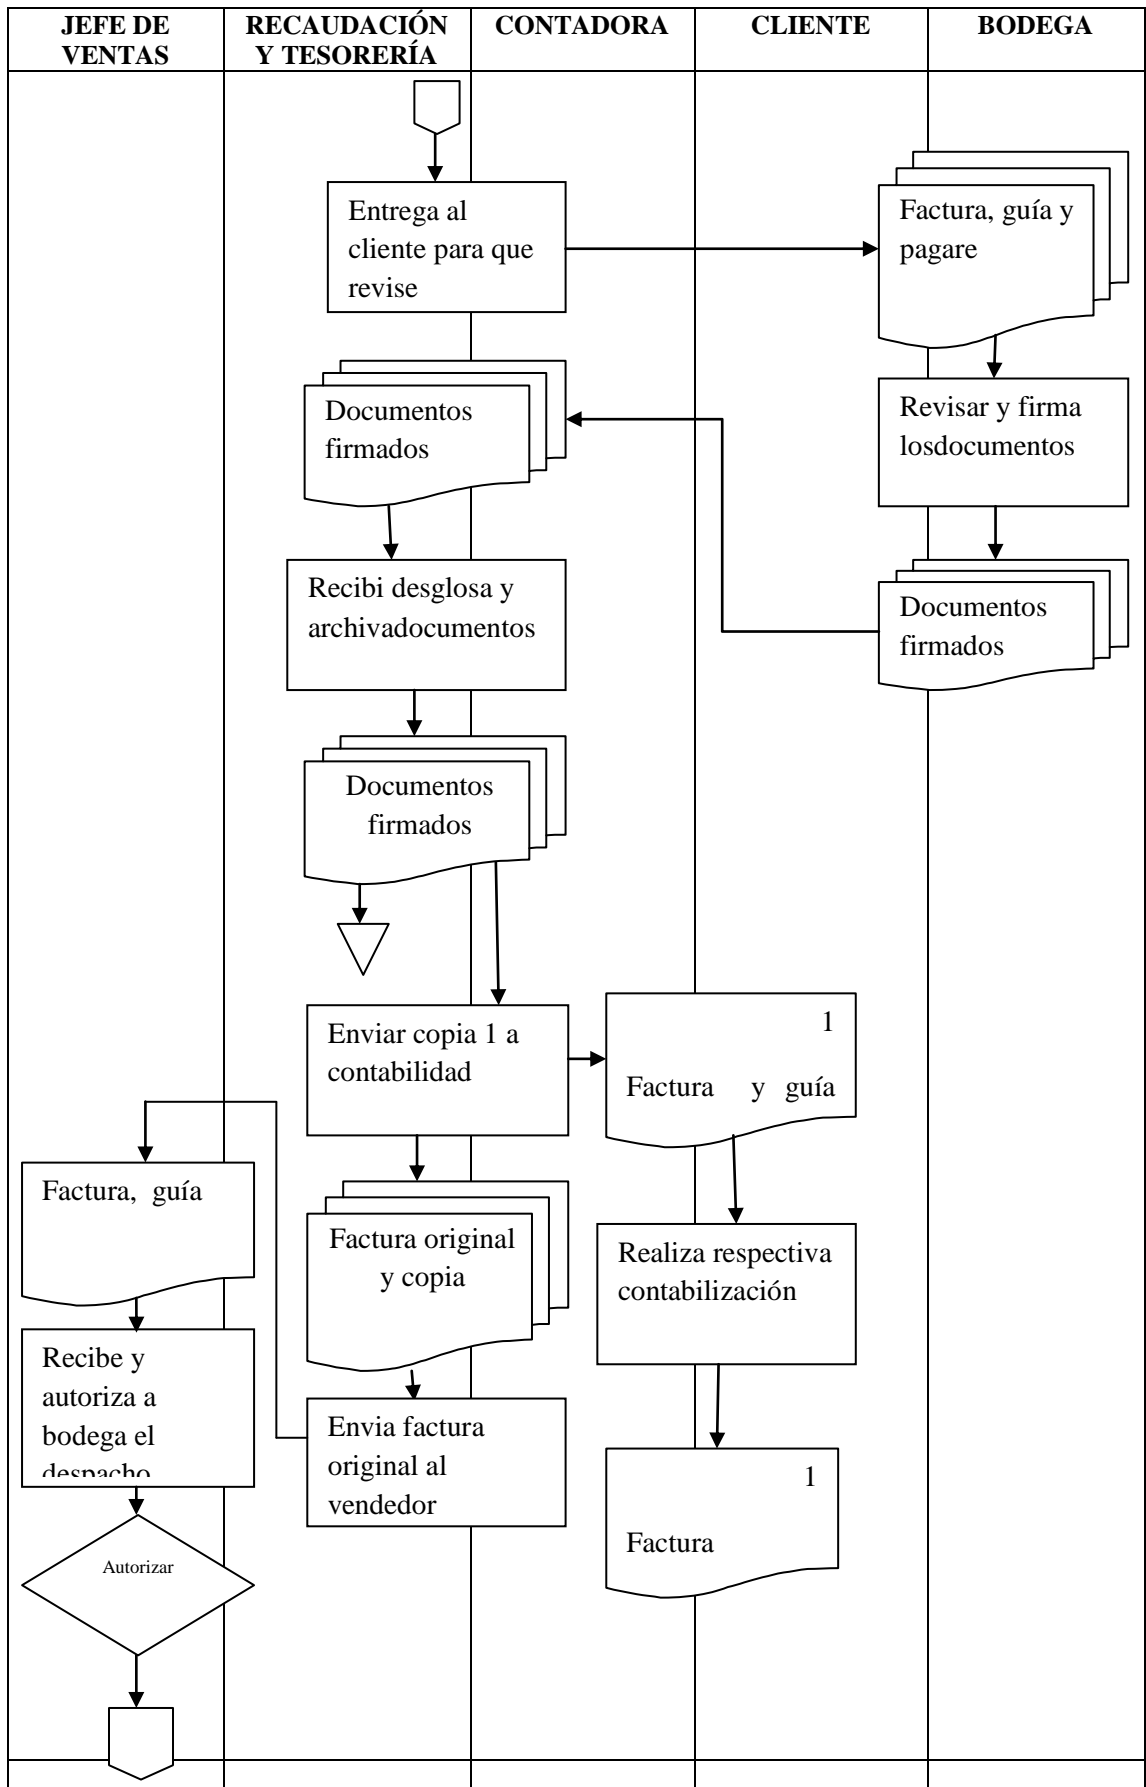 JEFE DE
VENTAS
RECAUDACIÓN
Y TESORERÍA
CONTADORA
CLIENTE
BODEGA
Entrega al
cliente para que
revise
Factura, guía y
pagare
Revisar y firma
losdocumentos
Documentos
firmados
Documentos
firmados
Recibi desglosa y
archivadocumentos
Documentos
firmados
Enviar copia 1 a
contabilidad
1
Factura y guía
Factura, guía
Factura original
y copia
Realiza respectiva
contabilización
Recibe y
autoriza a
bodega el
despacho
Envia factura
original al
vendedor
1
Factura
Autorizar